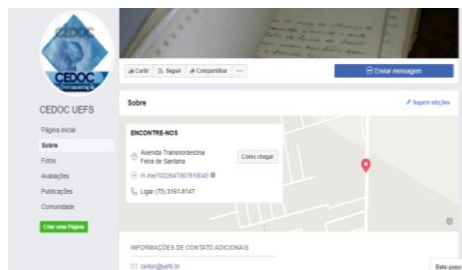 CEDOC
CEDOC
Curtir
Seguir
Compartilhar
Enviar mensagem
CEDOC UEFS
Página inicial
Sobre
Fotos
Avaliações
Publicações
Comunidade
Criar uma Página
Sobre
Sugerir edições
ENCONTRE-NOS
Avenida Transnordestina
Feira de Santana
Como chegar
Ligar (75) 3161-8147
INFORMAÇÕES DE CONTATO ADICIONAIS
cedoc@uefs.br
Bate-papo